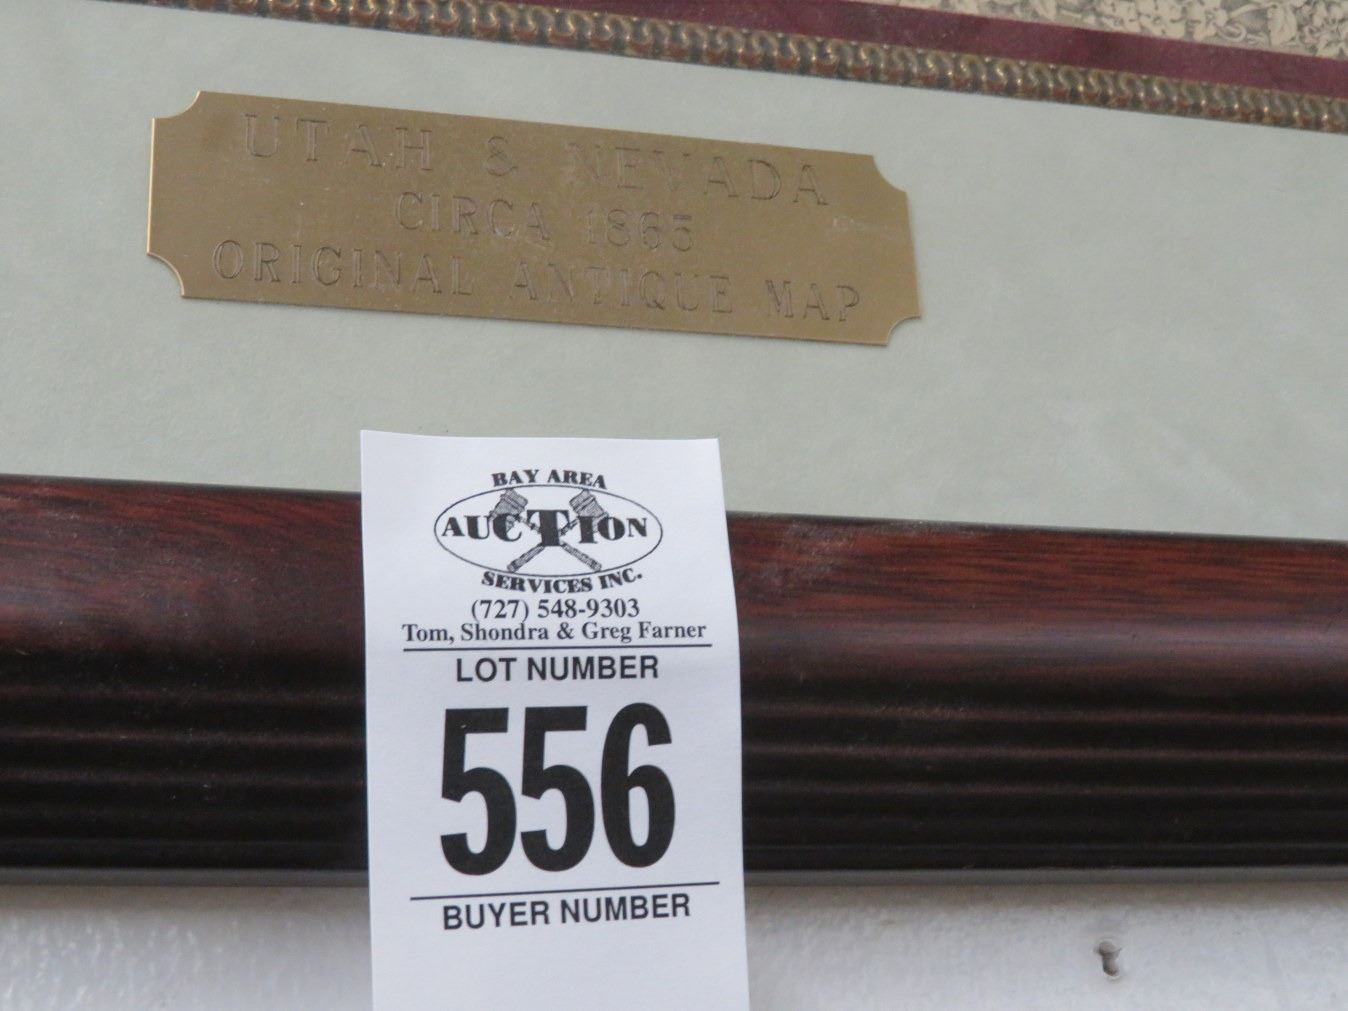 UTAH & NEVADA
CIRCA 1865
ORIGINAL ANTIQUE MAP
BAY AREA
AUCTION
SERVICES INC.
(727) 548-9303
Tom, Shondra & Greg Farner
LOT NUMBER
556
BUYER NUMBER